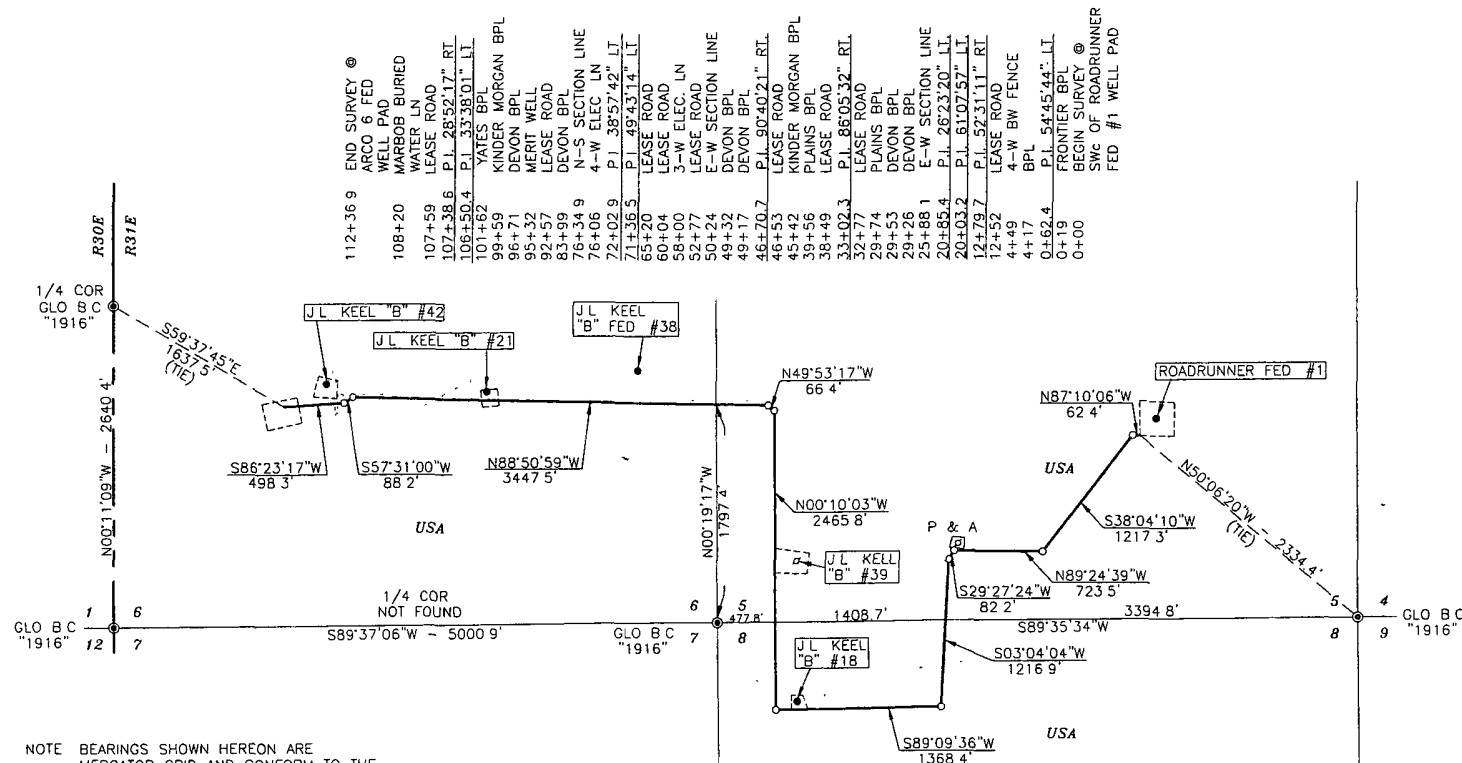 112+36 9 END SURVEY @
ARCO 6 FED
WELL PAD
108+20 MARBOB BURIED
WATER LN
107+59 LEASE ROAD
107+38 6 P.I. 28°52'17" RT
106+50.4 P.I 33°38'01" LT
101+62 YATES BPL
99+59 KINDER MORGAN BPL
96+71 DEVON BPL
95+32 MERIT WELL
92+57 LEASE ROAD
83+99 DEVON BPL
76+34 9 N-S SECTION LINE
76+06 4-W ELEC LN
72+02 9 P I 38°57'42" LT
71+36 5 P I 49°43'14" LT
65+20 LEASE ROAD
60+04 LEASE ROAD
58+00 3-W ELEC. LN
52+77 LEASE ROAD
50+24 E-W SECTION LINE
49+32 DEVON BPL
49+17 DEVON BPL
46+70.7 P.I. 90°40'21" RT.
46+53 LEASE ROAD
45+42 KINDER MORGAN BPL
39+56 PLAINS BPL
38+49 LEASE ROAD
33+02.3 P.I. 86°05'32" RT.
32+77 LEASE ROAD
29+74 PLAINS BPL
29+53 DEVON BPL
29+26 DEVON BPL
25+88 1 E-W SECTION LINE
20+85.4 P.I. 26°23'20" LT.
20+03.2 P.I. 61°07'57" LT.
12+79.7 P.I. 52°31'11" RT
12+52 LEASE ROAD
4+49 4-W BW FENCE
4+17 BPL
0+62.4 P.I. 54°45'44" LT
0+19 FRONTIER BPL
0+00 BEGIN SURVEY @
SWc OF ROADRUNNER
FED #1 WELL PAD
R30E
R31E
1/4 COR
GLO B C
"1916"
S59°37'45"E
1637 5'
(TIE)
N00°11'09"W - 2640 4'
J L KEEL "B" #42
J L KEEL "B" #21
J L KEEL
"B" FED #38
N49°53'17"W
66 4'
ROADRUNNER FED #1
N87°10'06"W
62 4'
USA
N50°06'20"W - 2334.4'
(TIE)
S86°23'17"W
498 3'
S57°31'00"W
88 2'
N88°50'59"W
3447 5'
N00°19'17"W
1797 4'
N00°10'03"W
2465 8'
USA
P & A
S38°04'10"W
1217 3'
J L KELL
"B" #39
S29°27'24"W
82 2'
N89°24'39"W
723 5'
1/4 COR
NOT FOUND
1 6
12 7
GLO B C
"1916"
S89°37'06"W - 5000 9'
GLO B C
"1916"
6 5
7 8
477.8'
1408.7'
3394 8'
S89°35'34"W
5 4
8 9
GLO B C
"1916"
J L KEEL
"B" #18
S03°04'04"W
1216 9'
S89°09'36"W
1368 4'
USA
NOTE BEARINGS SHOWN HEREON ARE
MERCATOR GRID AND CONFORM TO THE